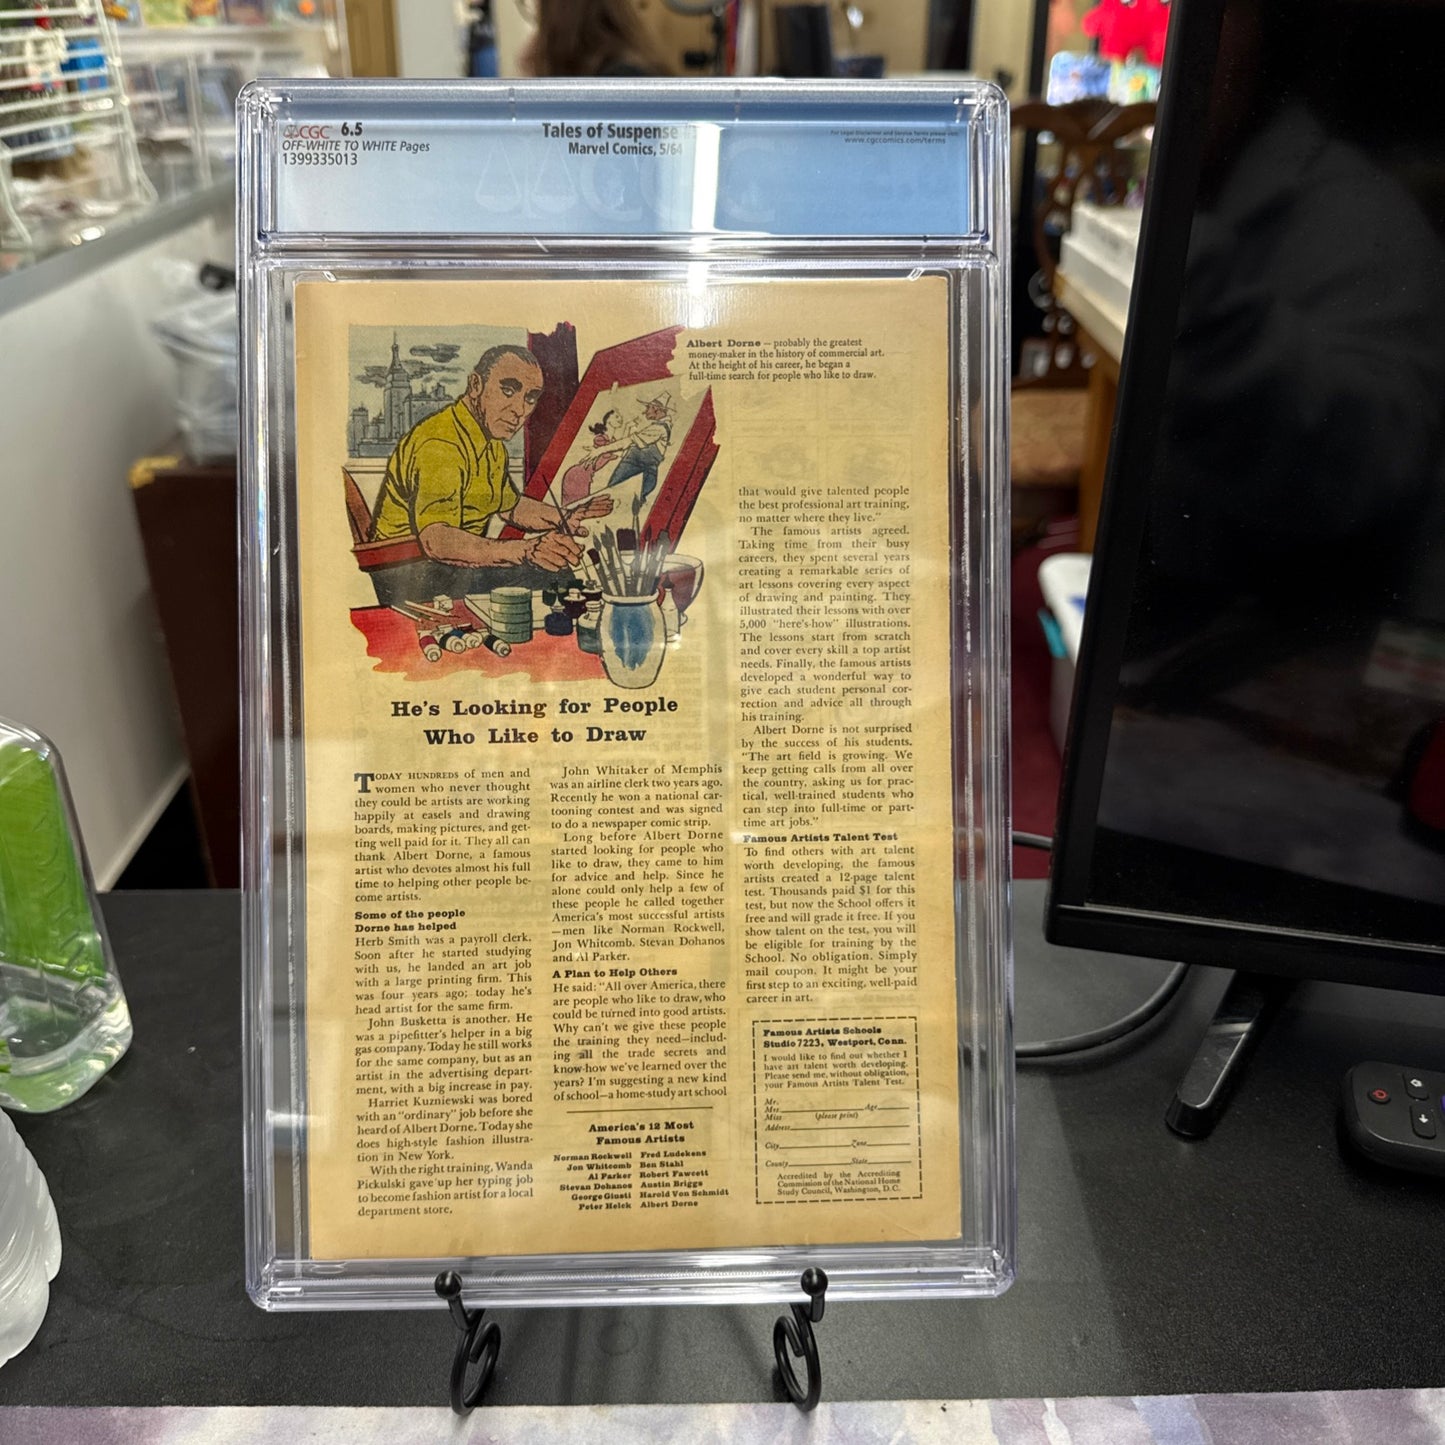 CGC 6.5
OFF-WHITE TO WHITE Pages
1399335013
Tales of Suspense
Marvel Comics, 5/64
For Legal Disclaimer and Service Terms please visit
www.cgccomics.com/terms
Albert Dorne — probably the greatest
money-maker in the history of commercial art.
At the height of his career, he began a
full-time search for people who like to draw.
He's Looking for People
Who Like to Draw
TODAY HUNDREDS of men and
women who never thought
they could be artists are working
happily at easels and drawing
boards, making pictures, and get-
ting well paid for it. They all can
thank Albert Dorne, a famous
artist who devotes almost his full
time to helping other people be-
come artists.
Some of the people
Dorne has helped
Herb Smith was a payroll clerk.
Soon after he started studying
with us, he landed an art job
with a large printing firm. This
was four years ago; today he's
head artist for the same firm.
John Busketta is another. He
was a pipefitter's helper in a big
gas company. Today he still works
for the same company, but as an
artist in the advertising depart-
ment, with a big increase in pay.
Harriet Kuzniewski was bored
with an "ordinary" job before she
heard of Albert Dorne. Today she
does high-style fashion illustra-
tion in New York.
With the right training, Wanda
Pickulski gave up her typing job
to become fashion artist for a local
department store.
John Whitaker of Memphis
was an airline clerk two years ago.
Recently he won a national car-
tooning contest and was signed
to do a newspaper comic strip.
Long before Albert Dorne
started looking for people who
like to draw, they came to him
for advice and help. Since he
alone could only help a few of
these people he called together
America's most successful artists
—men like Norman Rockwell,
Jon Whitcomb, Stevan Dohanos
and Al Parker.
A Plan to Help Others
He said: "All over America, there
are people who like to draw, who
could be turned into good artists.
Why can't we give these people
the training they need—includ-
ing all the trade secrets and
know-how we've learned over the
years? I'm suggesting a new kind
of school—a home-study art school
America's 12 Most
Famous Artists
Norman Rockwell Fred Ludekens
Jon Whitcomb Ben Stahl
Al Parker Robert Fawcett
Stevan Dohanos Austin Briggs
George Giusti Harold Von Schmidt
Peter Helck Albert Dorne
that would give talented people
the best professional art training,
no matter where they live."
The famous artists agreed.
Taking time from their busy
careers, they spent several years
creating a remarkable series of
art lessons covering every aspect
of drawing and painting. They
illustrated their lessons with over
5,000 "here's-how" illustrations.
The lessons start from scratch
and cover every skill a top artist
needs. Finally, the famous artists
developed a wonderful way to
give each student personal cor-
rection and advice all through
his training.
Albert Dorne is not surprised
by the success of his students.
"The art field is growing. We
keep getting calls from all over
the country, asking us for prac-
tical, well-trained students who
can step into full-time or part-
time art jobs."
Famous Artists Talent Test
To find others with art talent
worth developing, the famous
artists created a 12-page talent
test. Thousands paid $1 for this
test, but now the School offers it
free and will grade it free. If you
show talent on the test, you will
be eligible for training by the
School. No obligation. Simply
mail coupon. It might be your
first step to an exciting, well-paid
career in art.
Famous Artists Schools
Studio 7223, Westport, Conn.
I would like to find out whether I
have art talent worth developing.
Please send me, without obligation,
your Famous Artists Talent Test.
Mr.
Mrs. Age
Miss (please print)
Address
City Zone
County State
Accredited by the Accrediting
Commission of the National Home
Study Council, Washington, D.C.